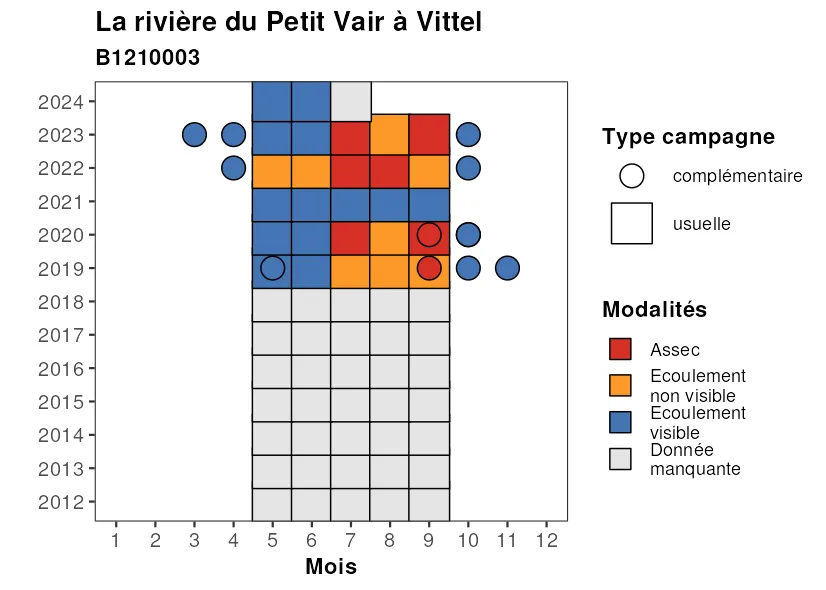 La rivière du Petit Vair à Vittel
B1210003
2024
2023
2022
2021
2020
2019
2018
2017
2016
2015
2014
2013
2012
1 2 3 4 5 6 7 8 9 10 11 12
Mois
Type campagne
complémentaire
usuelle
Modalités
Assec
Ecoulement
non visible
Ecoulement
visible
Donnée
manquante